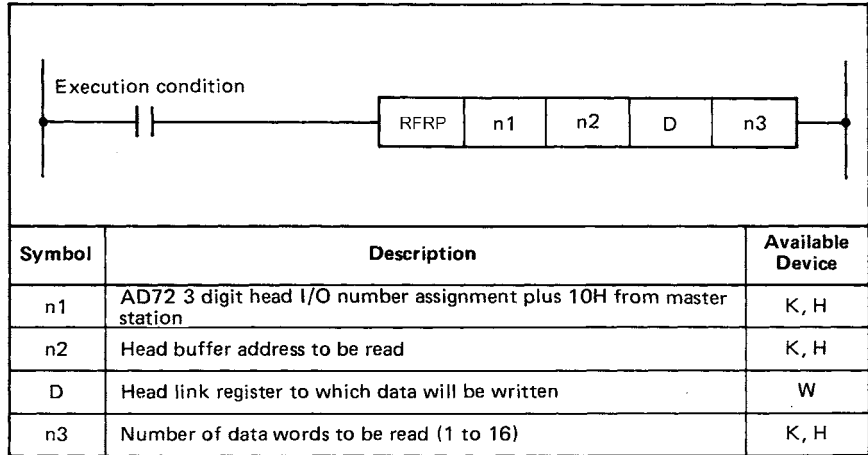 Execution condition
RFRP n1 n2 D n3
Symbol Description Available Device
n1 AD72 3 digit head I/O number assignment plus 10H from master station K, H
n2 Head buffer address to be read K, H
D Head link register to which data will be written W
n3 Number of data words to be read (1 to 16) K, H